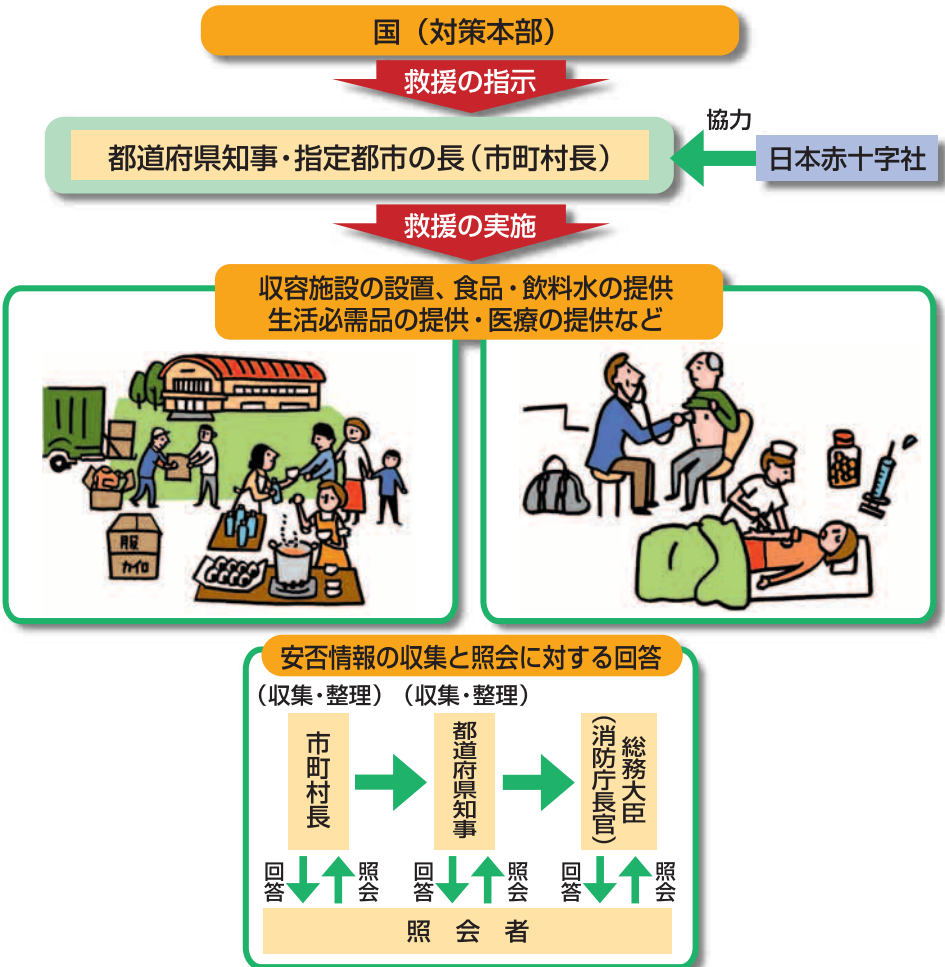 国（対策本部）
救援の指示
都道府県知事・指定都市の長（市町村長）
協力
日本赤十字社
救援の実施
収容施設の設置、食品・飲料水の提供
生活必需品の提供・医療の提供など
服
カイロ
安否情報の収集と照会に対する回答
（収集・整理）
（収集・整理）
市町村長
都道府県知事
総務大臣
（消防庁長官）
回答
照会
回答
照会
回答
照会
照会者